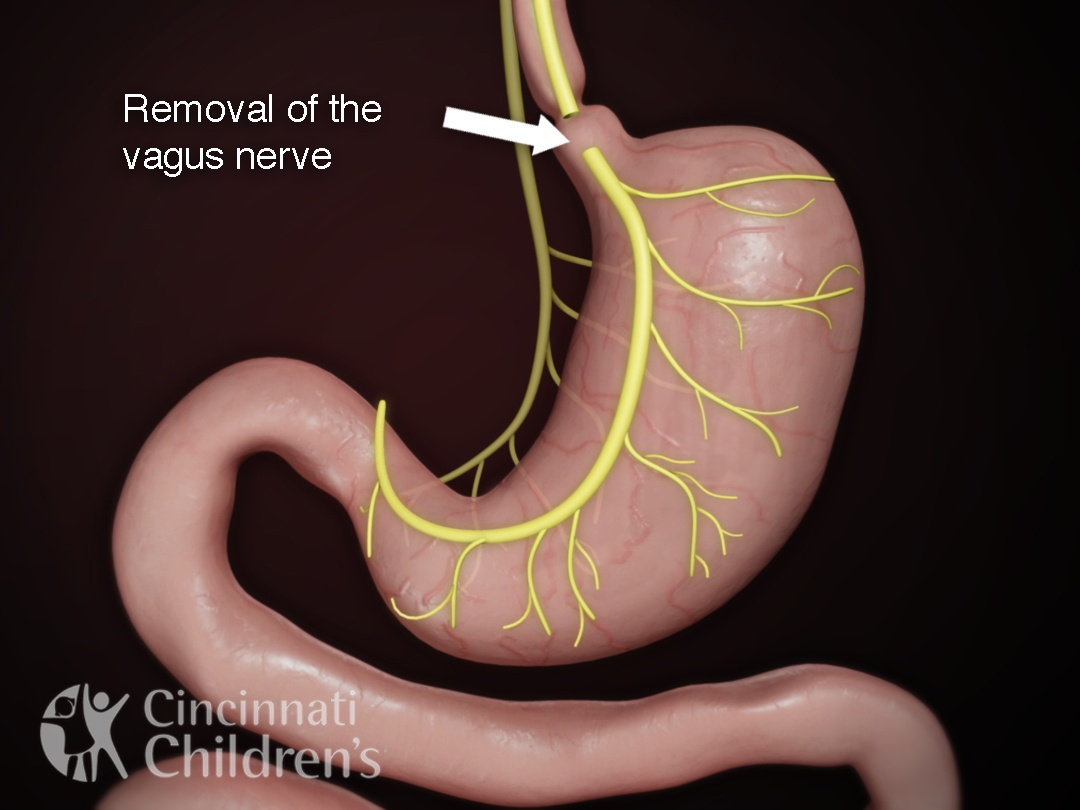 Removal of the
vagus nerve
Cincinnati
Children's